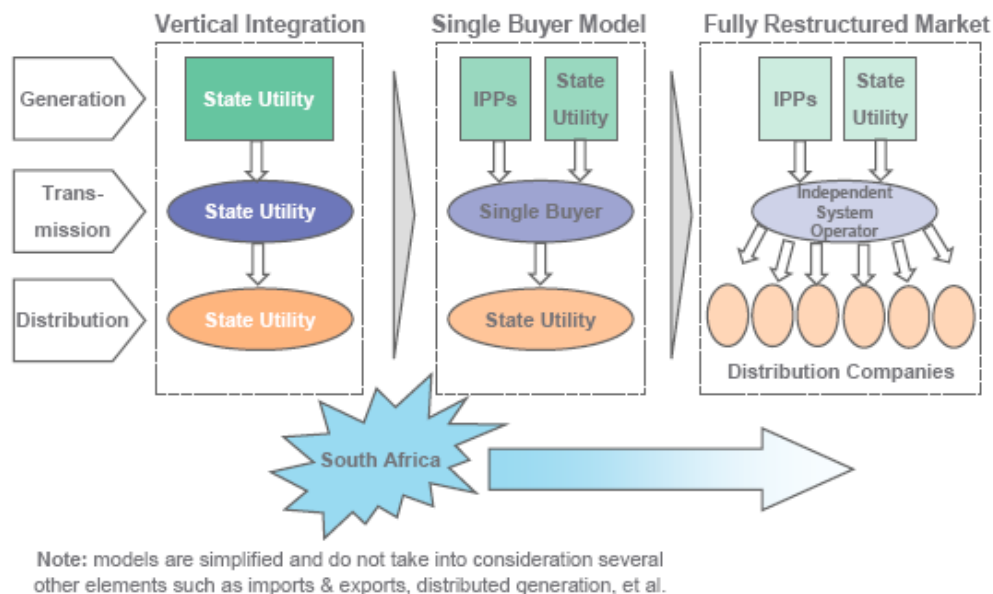 Vertical Integration
Single Buyer Model
Fully Restructured Market
Generation
State Utility
IPPs
State
Utility
IPPs
State
Utility
Trans-
mission
State Utility
Single Buyer
Independent
System
Operator
Distribution
State Utility
State Utility
Distribution Companies
South Africa
Note: models are simplified and do not take into consideration several
other elements such as imports & exports, distributed generation, et al.